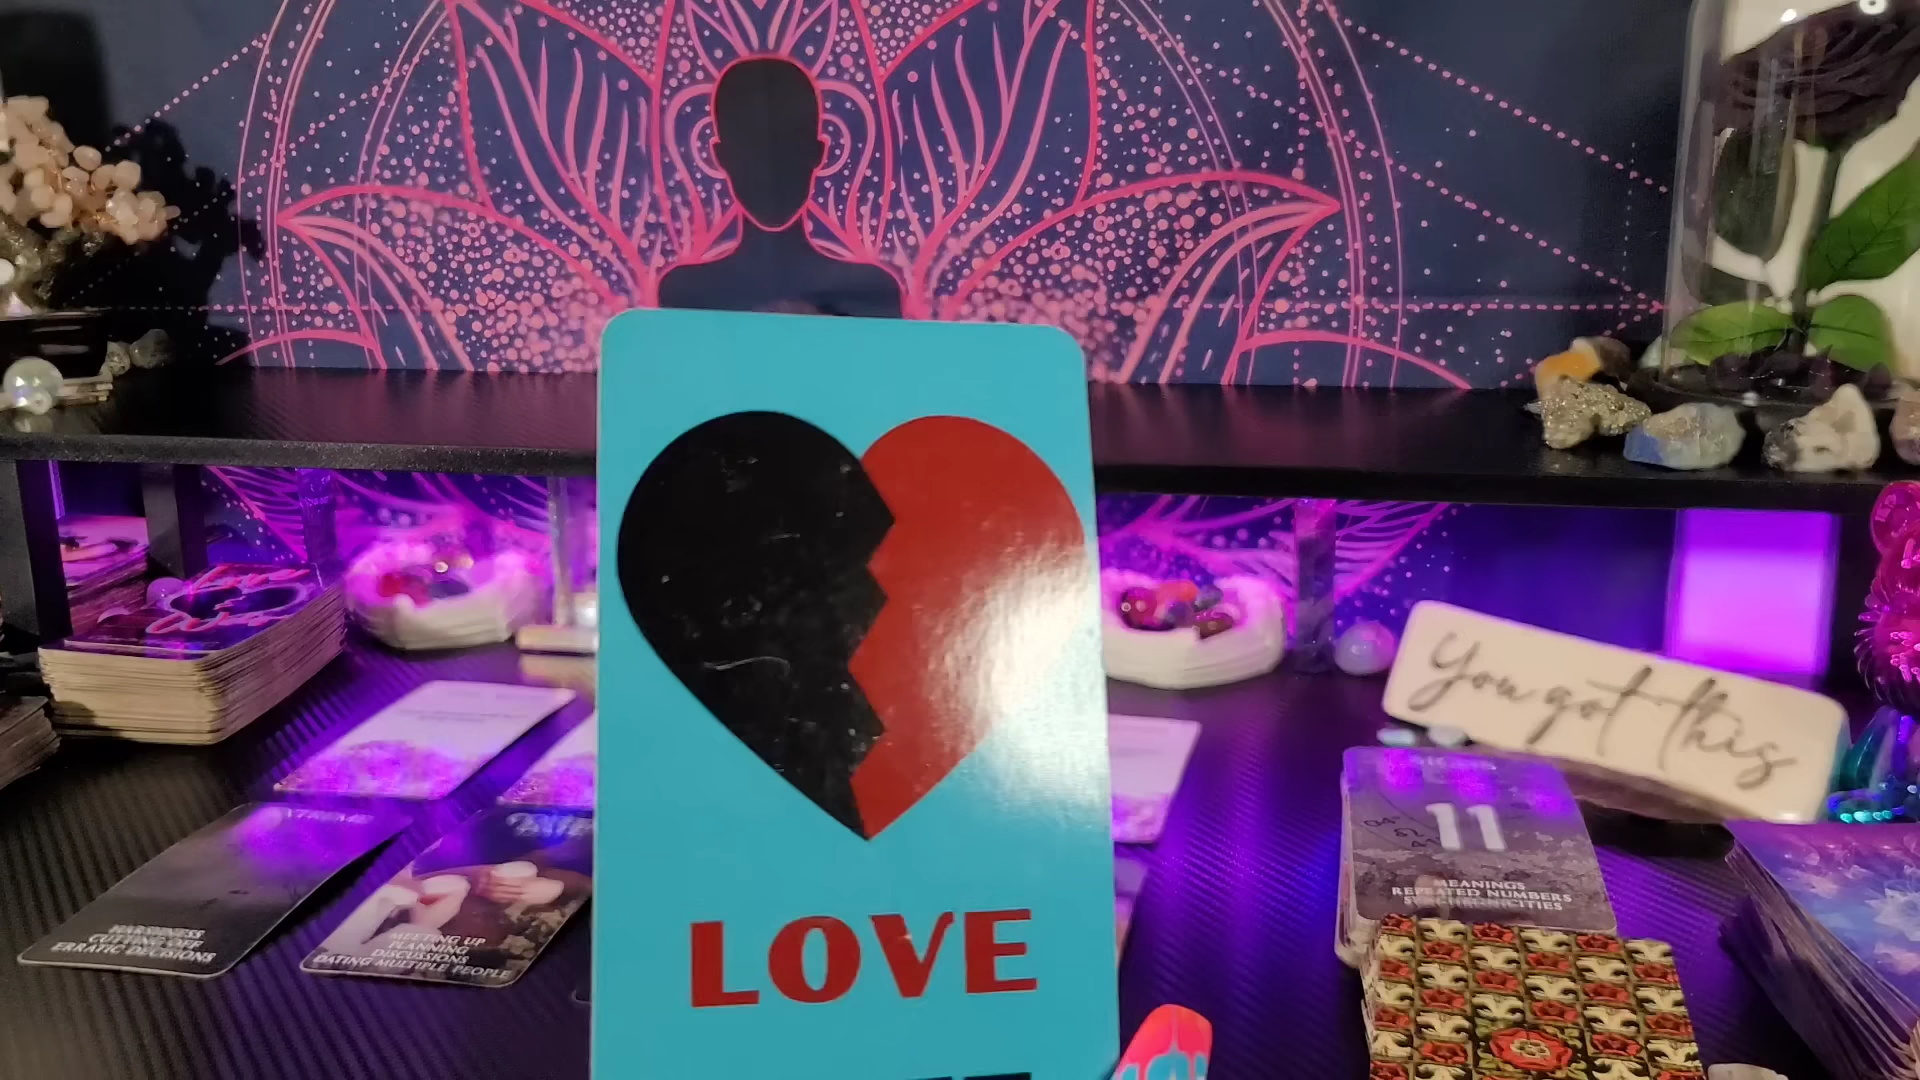 LOVE
You got this
11
MEANINGS
REPEATED NUMBERS
SYNCHRONICITIES
HARSHNESS
CUTTING OFF
ERRATIC DECISIONS
MEETING UP
PLANNING
DISCUSSIONS
DATING MULTIPLE PEOPLE